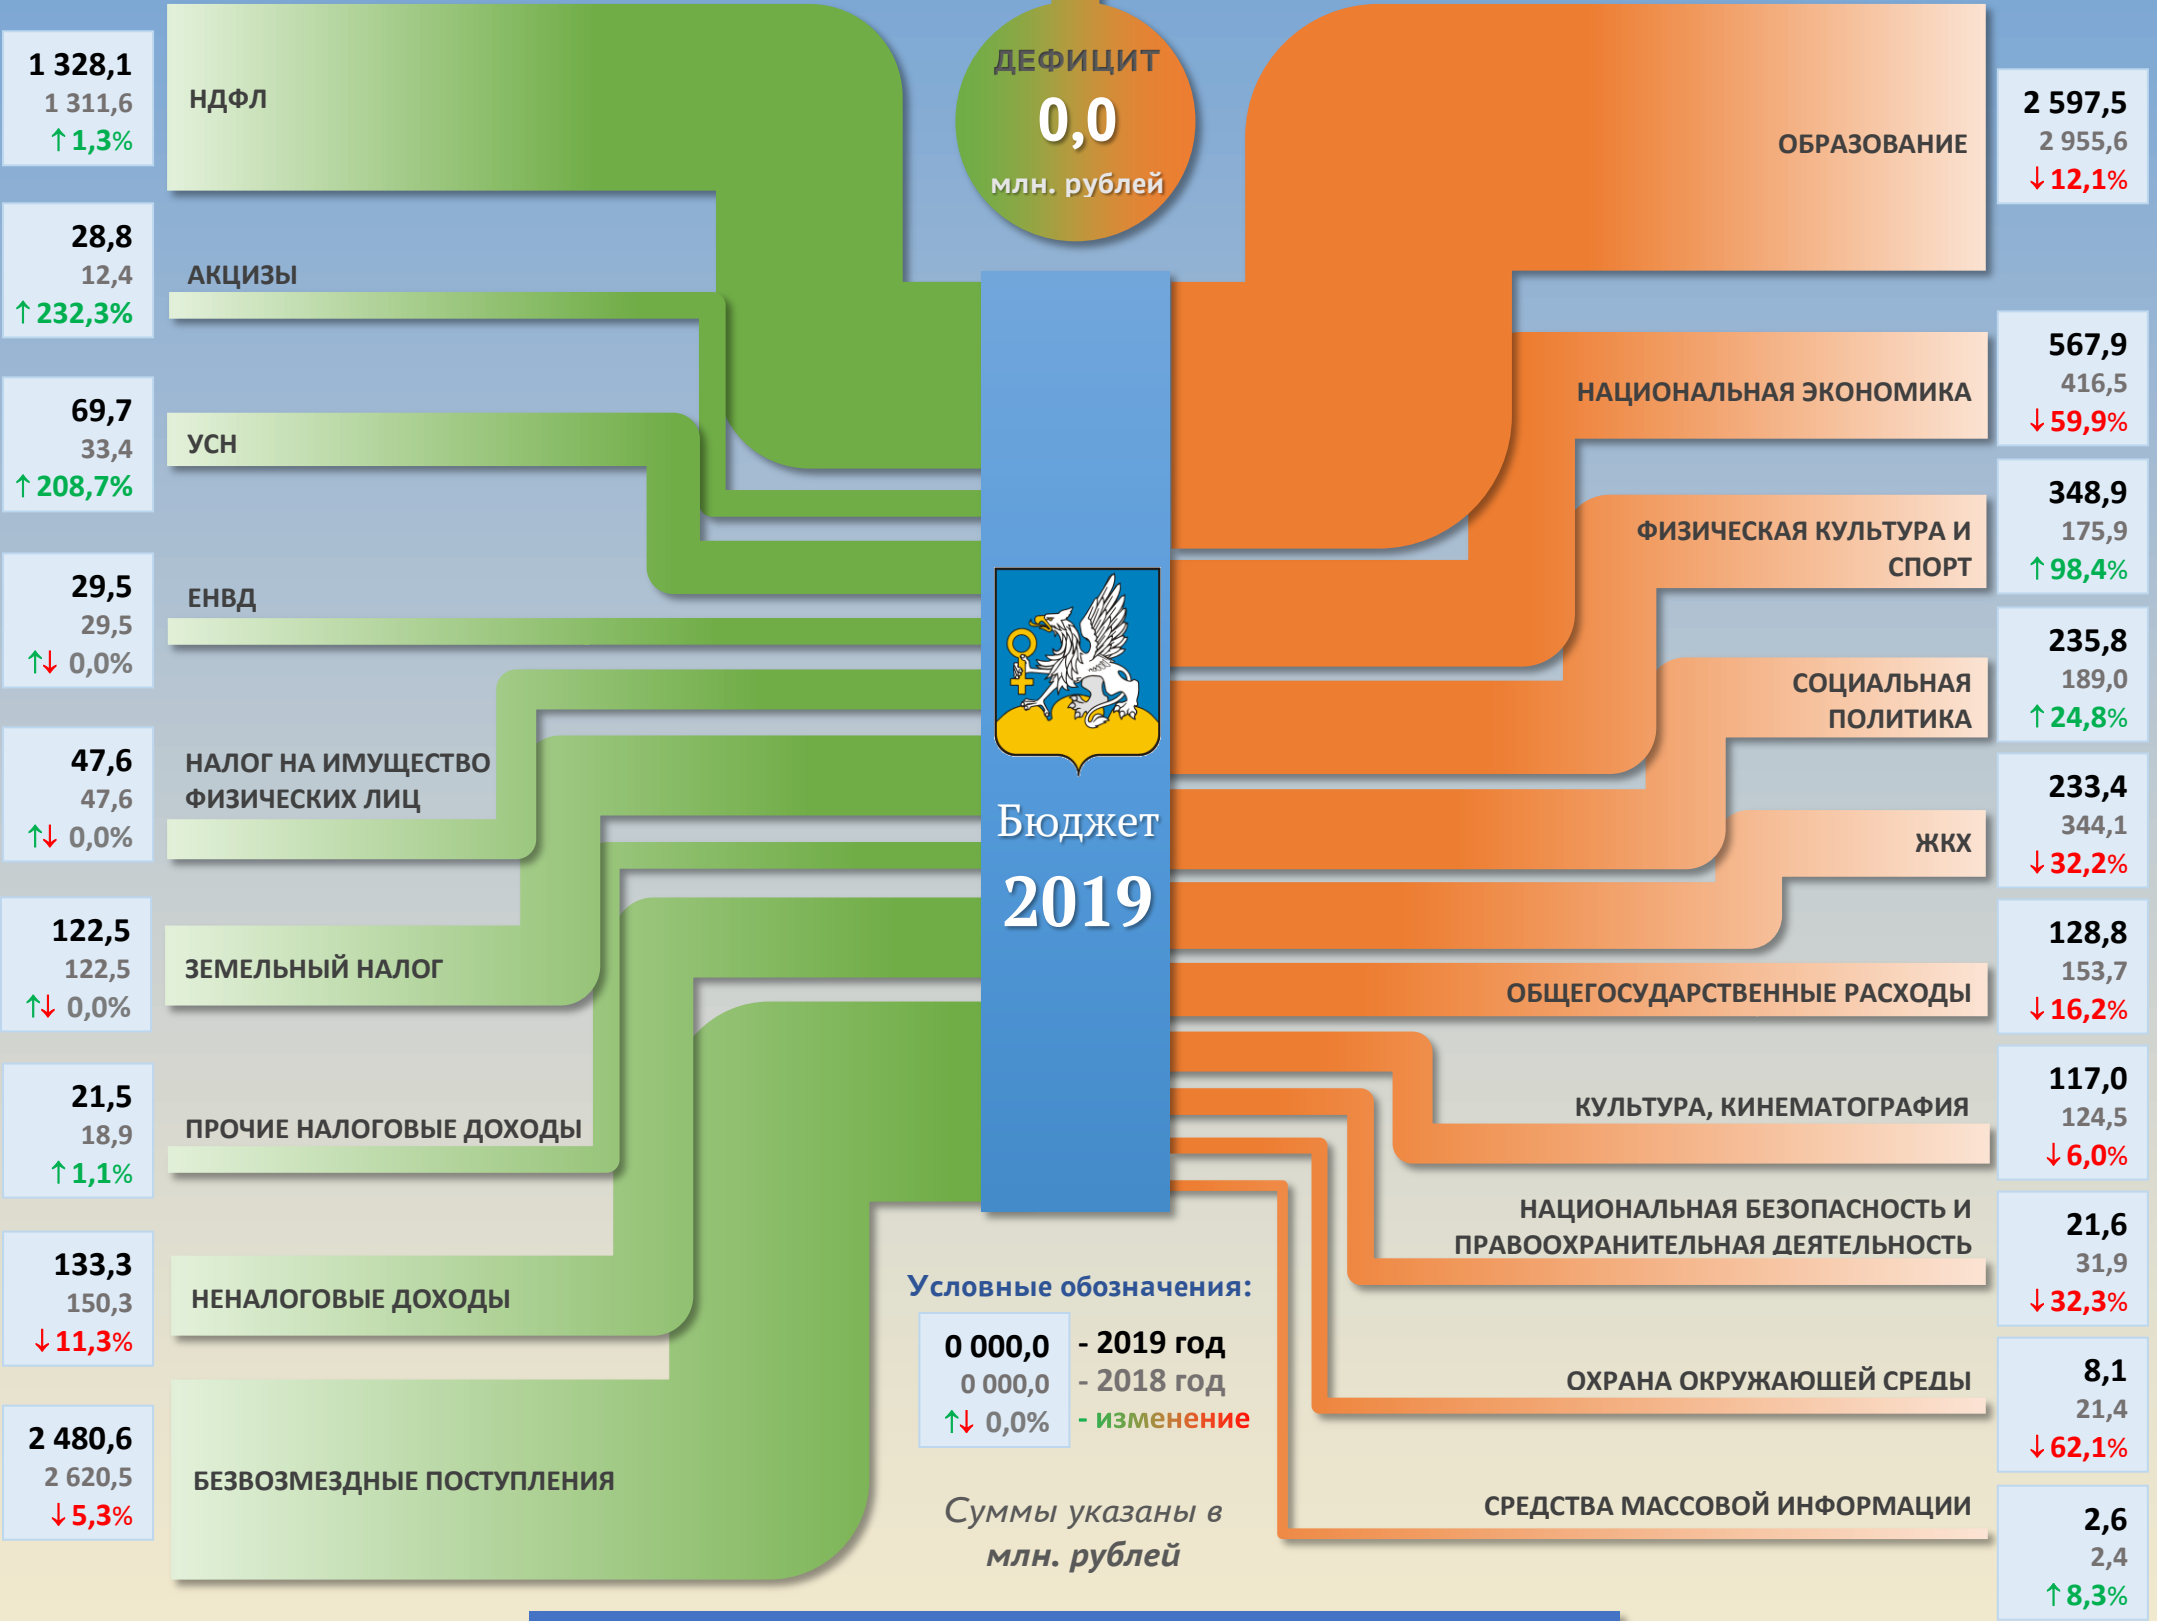 1 328,1
1 311,6
↑1,3%
НДФЛ
28,8
12,4
↑232,3%
АКЦИЗЫ
69,7
33,4
↑208,7%
УСН
29,5
29,5
↑↓ 0,0%
ЕНВД
47,6
47,6
↑↓ 0,0%
НАЛОГ НА ИМУЩЕСТВО
ФИЗИЧЕСКИХ ЛИЦ
122,5
122,5
↑↓ 0,0%
ЗЕМЕЛЬНЫЙ НАЛОГ
21,5
18,9
↑1,1%
ПРОЧИЕ НАЛОГОВЫЕ ДОХОДЫ
133,3
150,3
↓11,3%
НЕНАЛОГОВЫЕ ДОХОДЫ
2 480,6
2 620,5
↓5,3%
БЕЗВОЗМЕЗДНЫЕ ПОСТУПЛЕНИЯ
ДЕФИЦИТ
0,0
млн. рублей
Бюджет
2019
Условные обозначения:
0 000,0 - 2019 год
0 000,0 - 2018 год
↑↓ 0,0% - изменение
Суммы указаны в
млн. рублей
ОБРАЗОВАНИЕ
2 597,5
2 955,6
↓12,1%
НАЦИОНАЛЬНАЯ ЭКОНОМИКА
567,9
416,5
↓59,9%
ФИЗИЧЕСКАЯ КУЛЬТУРА И
СПОРТ
348,9
175,9
↑98,4%
СОЦИАЛЬНАЯ
ПОЛИТИКА
235,8
189,0
↑24,8%
ЖКХ
233,4
344,1
↓32,2%
ОБЩЕГОСУДАРСТВЕННЫЕ РАСХОДЫ
128,8
153,7
↓16,2%
КУЛЬТУРА, КИНЕМАТОГРАФИЯ
117,0
124,5
↓6,0%
НАЦИОНАЛЬНАЯ БЕЗОПАСНОСТЬ И
ПРАВООХРАНИТЕЛЬНАЯ ДЕЯТЕЛЬНОСТЬ
21,6
31,9
↓32,3%
ОХРАНА ОКРУЖАЮЩЕЙ СРЕДЫ
8,1
21,4
↓62,1%
СРЕДСТВА МАССОВОЙ ИНФОРМАЦИИ
2,6
2,4
↑8,3%